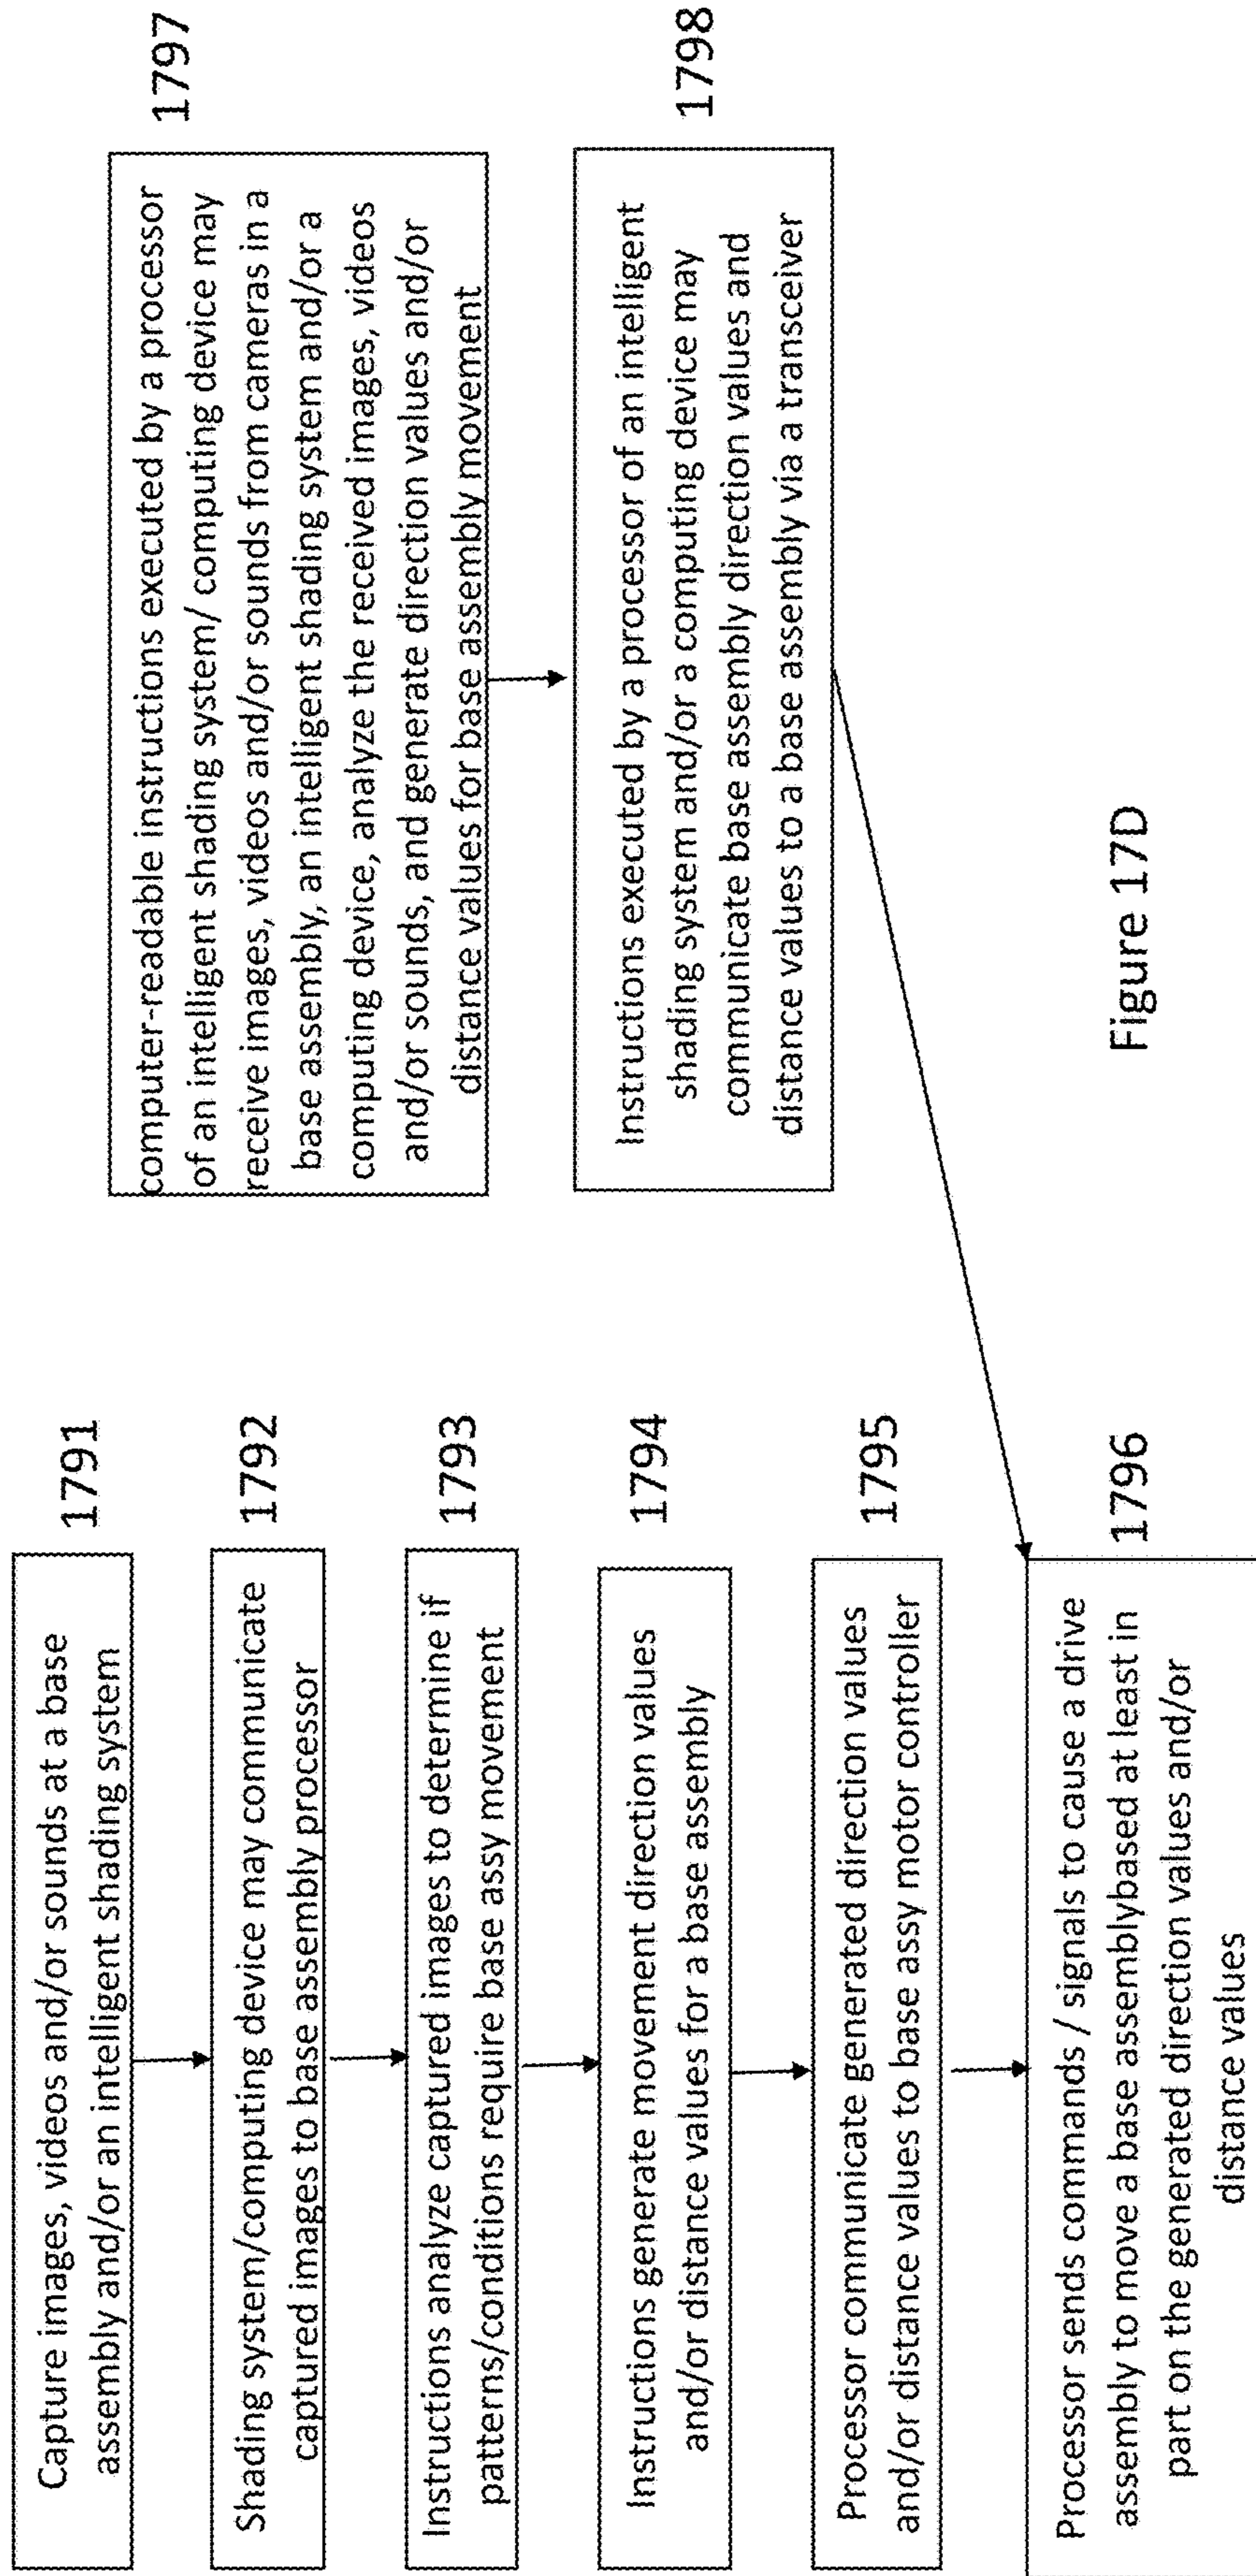 Capture images, videos and/or sounds at a base
assembly and/or an intelligent shading system
1791
Shading system/computing device may communicate
captured images to base assembly processor
1792
Instructions analyze captured images to determine if
patterns/conditions require base assy movement
1793
Instructions generate movement direction values
and/or distance values for a base assembly
1794
Processor communicate generated direction values
and/or distance values to base assy motor controller
1795
Processor sends commands / signals to cause a drive
assembly to move a base assemblybased at least in
part on the generated direction values and/or
distance values
1796
computer-readable instructions executed by a processor
of an intelligent shading system/ computing device may
receive images, videos and/or sounds from cameras in a
base assembly, an intelligent shading system and/or a
computing device, analyze the received images, videos
and/or sounds, and generate direction values and/or
distance values for base assembly movement
1797
Instructions executed by a processor of an intelligent
shading system and/or a computing device may
communicate base assembly direction values and
distance values to a base assembly via a transceiver
1798
Figure 17D